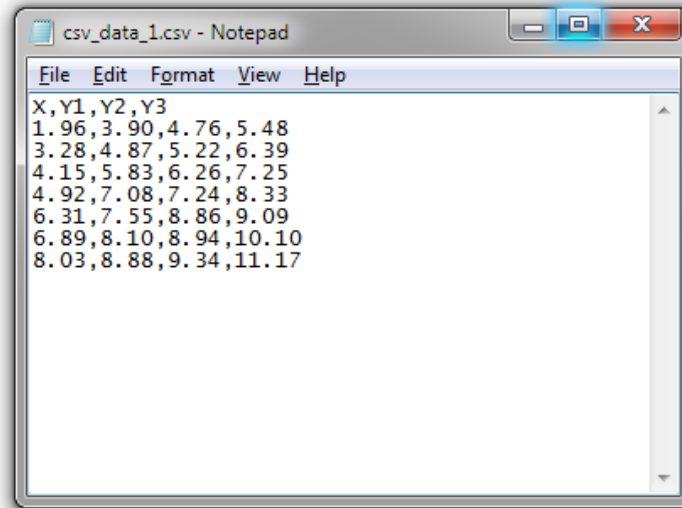 csv_data_1.csv - Notepad
File Edit Format View Help
X,Y1,Y2,Y3
1.96,3.90,4.76,5.48
3.28,4.87,5.22,6.39
4.15,5.83,6.26,7.25
4.92,7.08,7.24,8.33
6.31,7.55,8.86,9.09
6.89,8.10,8.94,10.10
8.03,8.88,9.34,11.17